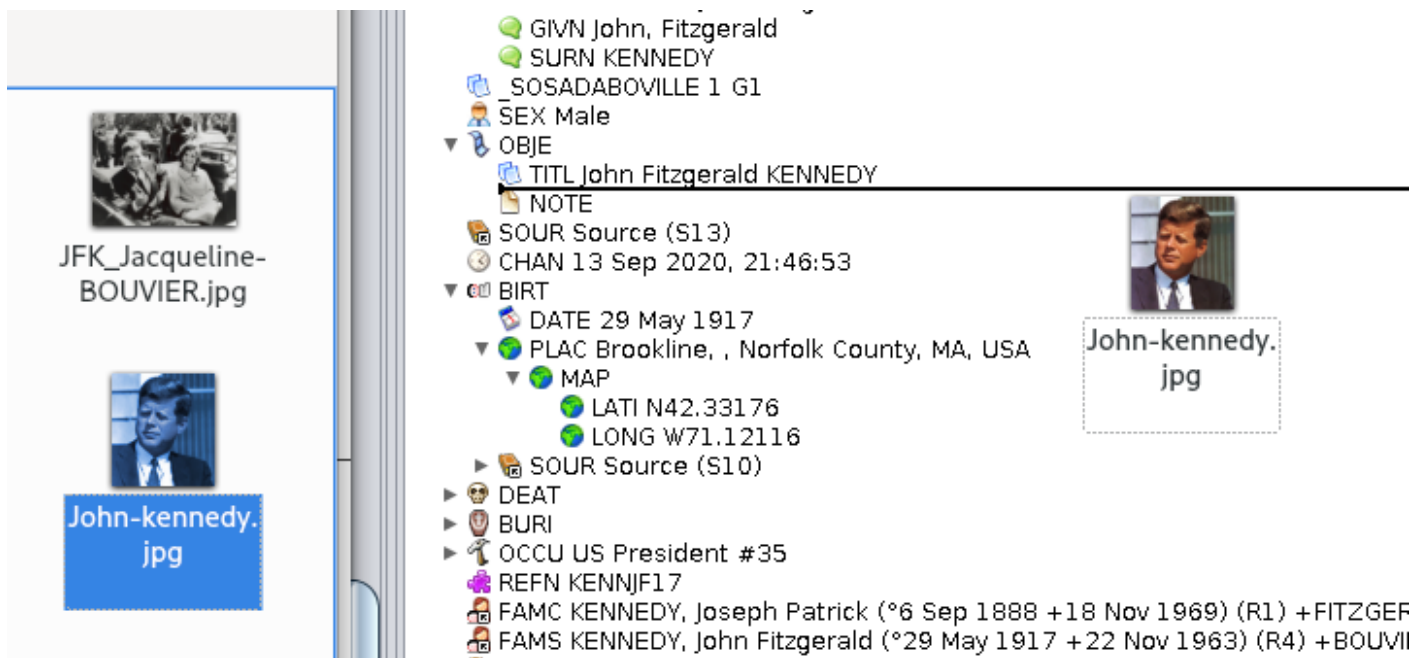 JFK_Jacqueline-
BOUVIER.jpg
John-kennedy.
jpg
GIVN John, Fitzgerald
SURN KENNEDY
_SOSADABOVILLE 1 G1
SEX Male
OBJE
TITL John Fitzgerald KENNEDY
NOTE
SOUR Source (S13)
CHAN 13 Sep 2020, 21:46:53
BIRT
DATE 29 May 1917
PLAC Brookline, , Norfolk County, MA, USA
MAP
LATI N42.33176
LONG W71.12116
SOUR Source (S10)
DEAT
BURI
OCCU US President #35
REFN KENNJF17
FAMC KENNEDY, Joseph Patrick (°6 Sep 1888 +18 Nov 1969) (R1) +FITZGER
FAMS KENNEDY, John Fitzgerald (°29 May 1917 +22 Nov 1963) (R4) +BOUVI
John-kennedy.
jpg